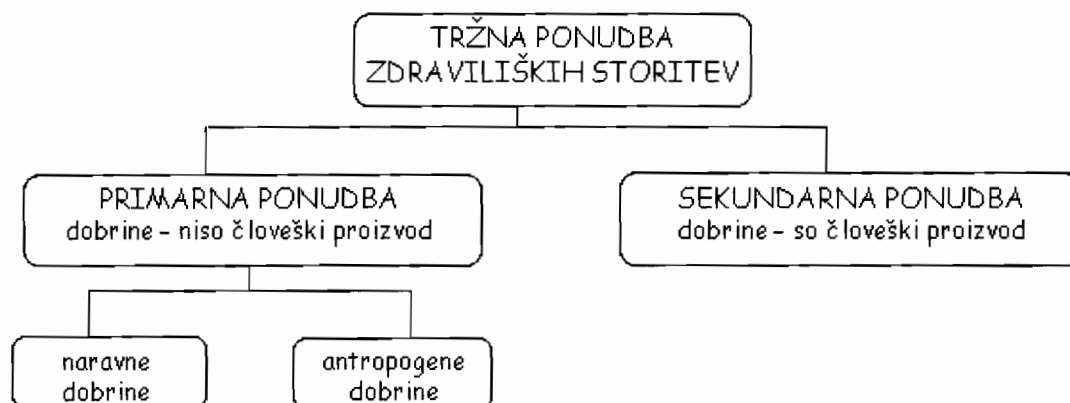 TRŽNA PONUDBA
ZDRAVILIŠKIH STORITEV
PRIMARNA PONUDBA
dobrine - niso človeški proizvod
SEKUNDARNA PONUDBA
dobrine - so človeški proizvod
naravne
dobrine
antropogene
dobrine